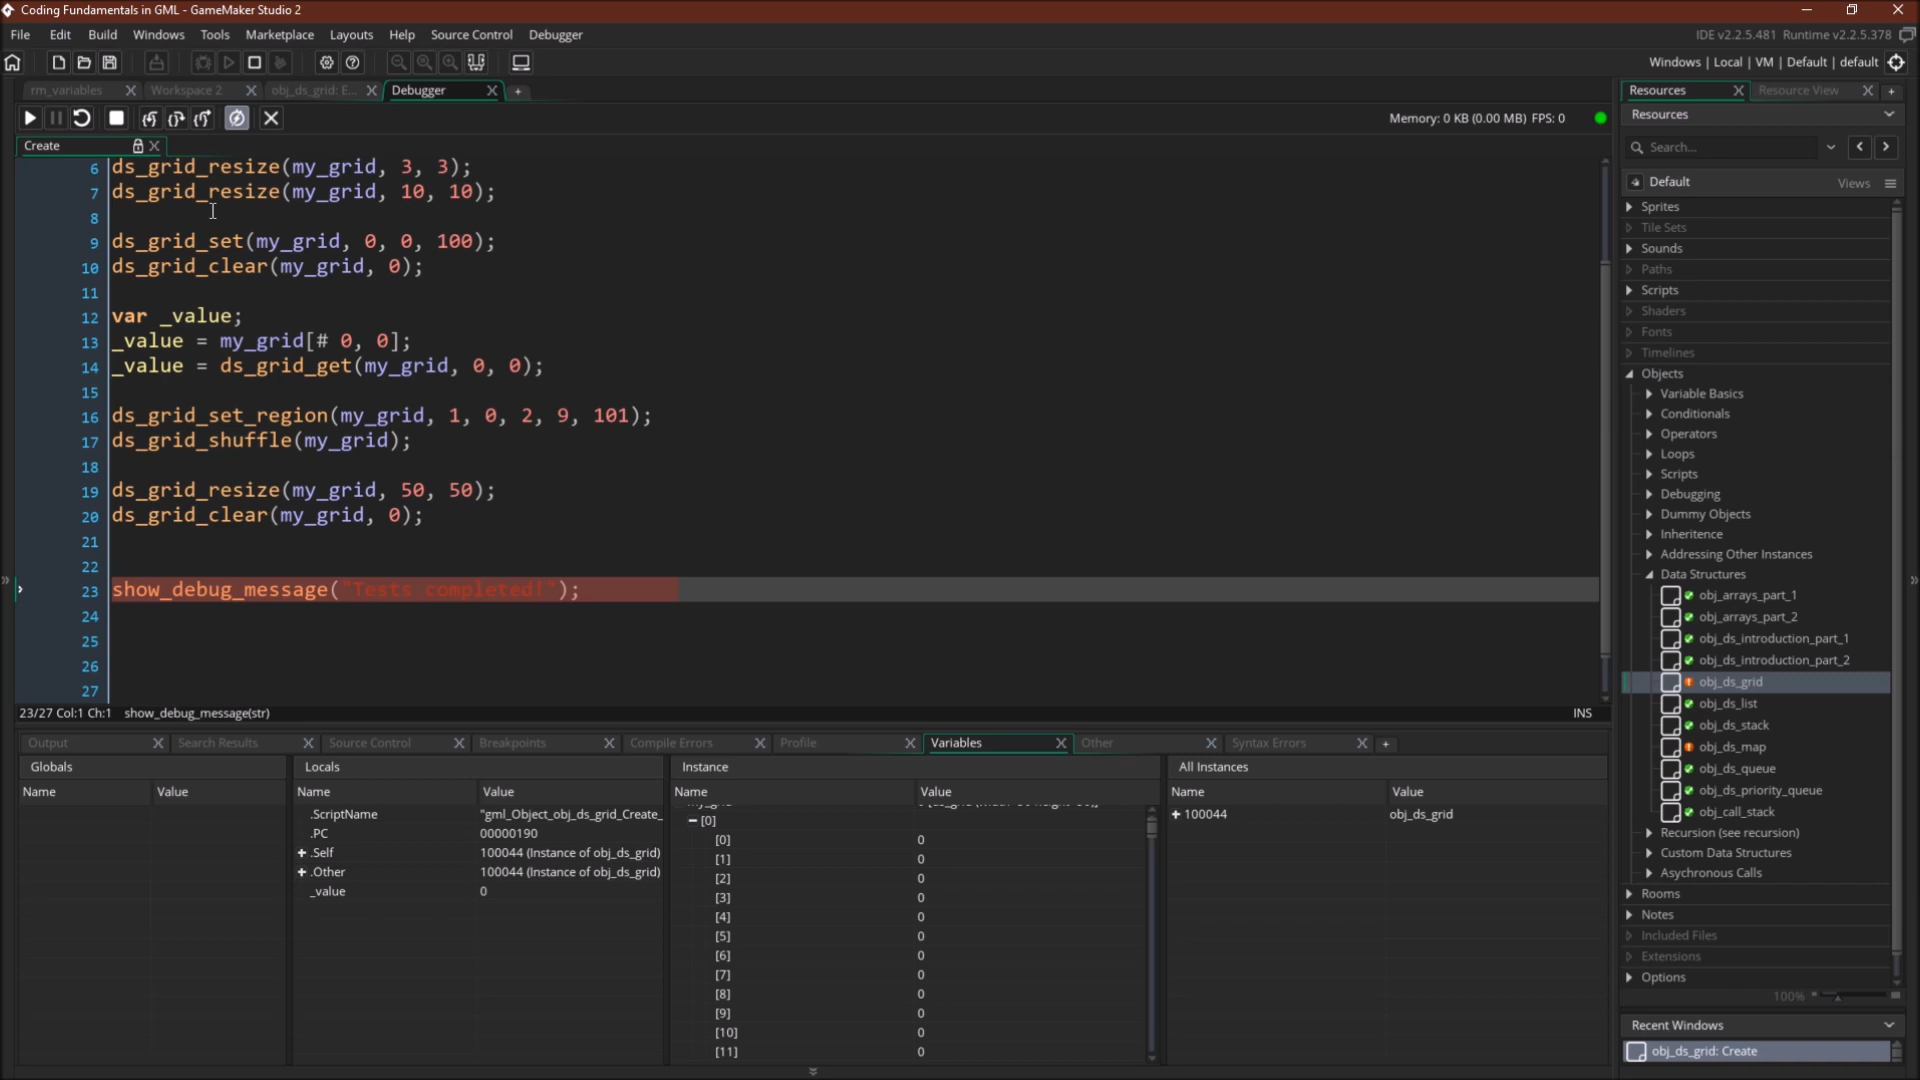 Coding Fundamentals in GML - GameMaker Studio 2
File Edit Build Windows Tools Marketplace Layouts Help Source Control Debugger
IDE v2.2.5.481 Runtime v2.2.5.378
Windows | Local | VM | Default | default
rm_variables Workspace 2 obj_ds_grid: E... Debugger
Memory: 0 KB (0.00 MB) FPS: 0
Create
6 ds_grid_resize(my_grid, 3, 3);
7 ds_grid_resize(my_grid, 10, 10);
8
9 ds_grid_set(my_grid, 0, 0, 100);
10 ds_grid_clear(my_grid, 0);
11
12 var _value;
13 _value = my_grid[# 0, 0];
14 _value = ds_grid_get(my_grid, 0, 0);
15
16 ds_grid_set_region(my_grid, 1, 0, 2, 9, 101);
17 ds_grid_shuffle(my_grid);
18
19 ds_grid_resize(my_grid, 50, 50);
20 ds_grid_clear(my_grid, 0);
21
22
23 show_debug_message("Tests completed!");
24
25
26
27
23/27 Col:1 Ch:1 show_debug_message(str)
INS
Output Search Results Source Control Breakpoints Compile Errors Profile Variables Other Syntax Errors
Globals
Name Value
Locals
Name Value
.ScriptName "gml_Object_obj_ds_grid_Create_
.PC 00000190
.Self 100044 (Instance of obj_ds_grid)
.Other 100044 (Instance of obj_ds_grid)
_value 0
Instance
Name Value
[0]
[0] 0
[1] 0
[2] 0
[3] 0
[4] 0
[5] 0
[6] 0
[7] 0
[8] 0
[9] 0
[10] 0
[11] 0
All Instances
Name Value
100044 obj_ds_grid
Resources Resource View
Resources
Search...
Default
Views
Sprites
Tile Sets
Sounds
Paths
Scripts
Shaders
Fonts
Timelines
Objects
Variable Basics
Conditionals
Operators
Loops
Scripts
Debugging
Dummy Objects
Inheritence
Addressing Other Instances
Data Structures
obj_arrays_part_1
obj_arrays_part_2
obj_ds_introduction_part_1
obj_ds_introduction_part_2
obj_ds_grid
obj_ds_list
obj_ds_stack
obj_ds_map
obj_ds_queue
obj_ds_priority_queue
obj_call_stack
Recursion (see recursion)
Custom Data Structures
Asynchronous Calls
Rooms
Notes
Included Files
Extensions
Options
100%
Recent Windows
obj_ds_grid: Create